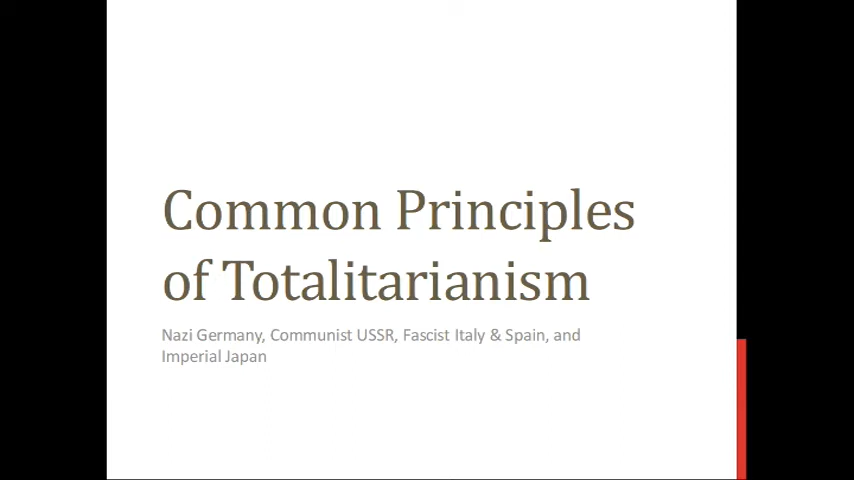 Common Principles
of Totalitarianism
Nazi Germany, Communist USSR, Fascist Italy & Spain, and
Imperial Japan